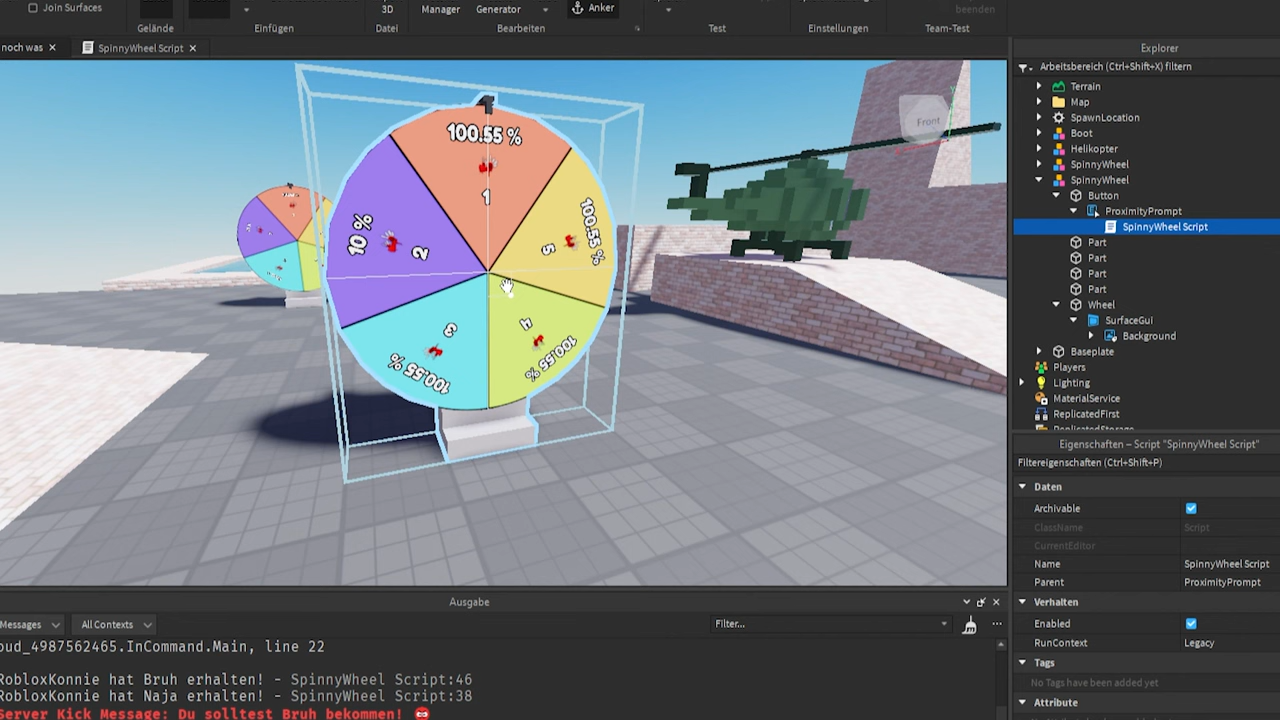 Join Surfaces
3D
Manager
Generator
Anker
beenden
Gelände
Einfügen
Datei
Bearbeiten
Test
Einstellungen
Team-Test
noch was
SpinnyWheel Script
Explorer
Arbeitsbereich (Ctrl+Shift+X) filtern
Terrain
Map
SpawnLocation
Boot
Helikopter
SpinnyWheel
SpinnyWheel
Button
ProximityPrompt
SpinnyWheel Script
Part
Part
Part
Part
Wheel
SurfaceGui
Background
Baseplate
Players
Lighting
MaterialService
ReplicatedFirst
ReplicatedStorage
Front
100.55 %
1
10 %
2
100.55 %
5
3
100.55 %
4
100.55 %
Eigenschaften – Script "SpinnyWheel Script"
Filtereigenschaften (Ctrl+Shift+P)
Daten
Archivable
ClassName Script
CurrentEditor
Name SpinnyWheel Script
Parent ProximityPrompt
Verhalten
Enabled
RunContext Legacy
Tags
No Tags have been added yet
Attribute
Ausgabe
Messages
All Contexts
Filter...
oud_4987562465.InCommand.Main, line 22
RobloxKonnie hat Bruh erhalten! - SpinnyWheel Script:46
RobloxKonnie hat Naja erhalten! - SpinnyWheel Script:38
Server Kick Message: Du solltest Bruh bekommen!